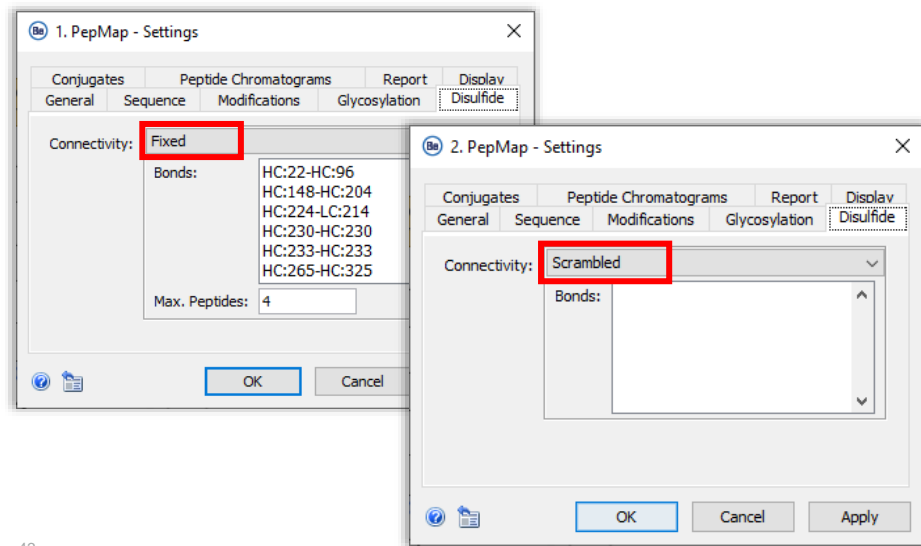 Be 1. PepMap - Settings
Conjugates Peptide Chromatograms Report Display
General Sequence Modifications Glycosylation Disulfide
Connectivity: Fixed
Bonds: HC:22-HC:96
HC:148-HC:204
HC:224-LC:214
HC:230-HC:230
HC:233-HC:233
HC:265-HC:325
Max. Peptides: 4
OK Cancel
Be 2. PepMap - Settings
Conjugates Peptide Chromatograms Report Display
General Sequence Modifications Glycosylation Disulfide
Connectivity: Scrambled
Bonds:
OK Cancel Apply